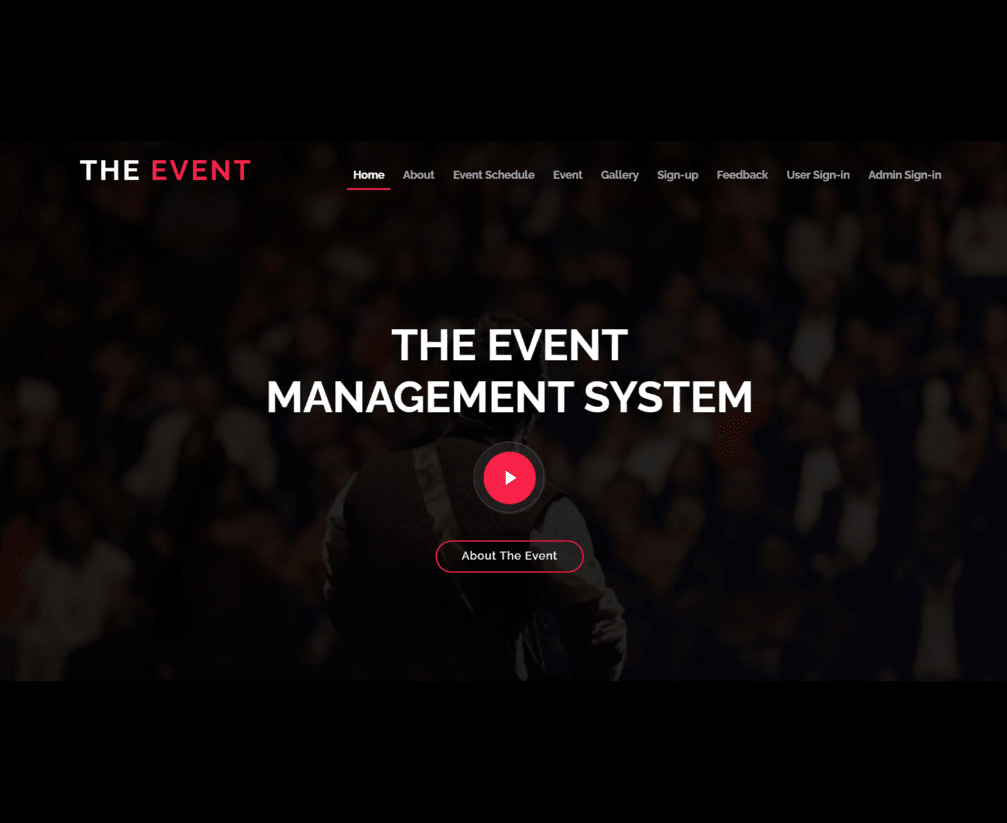 THE EVENT
Home About Event Schedule Event Gallery Sign-up Feedback User Sign-in Admin Sign-in
THE EVENT
MANAGEMENT SYSTEM
About The Event